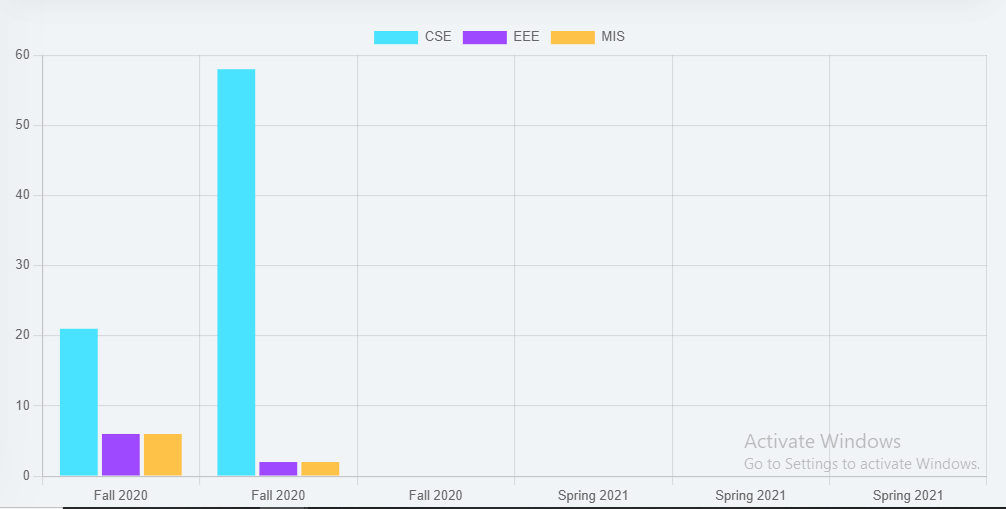 CSE EEE MIS
60
50
40
30
20
10
0
Fall 2020 Fall 2020 Fall 2020 Spring 2021 Spring 2021 Spring 2021
Activate Windows
Go to Settings to activate Windows.